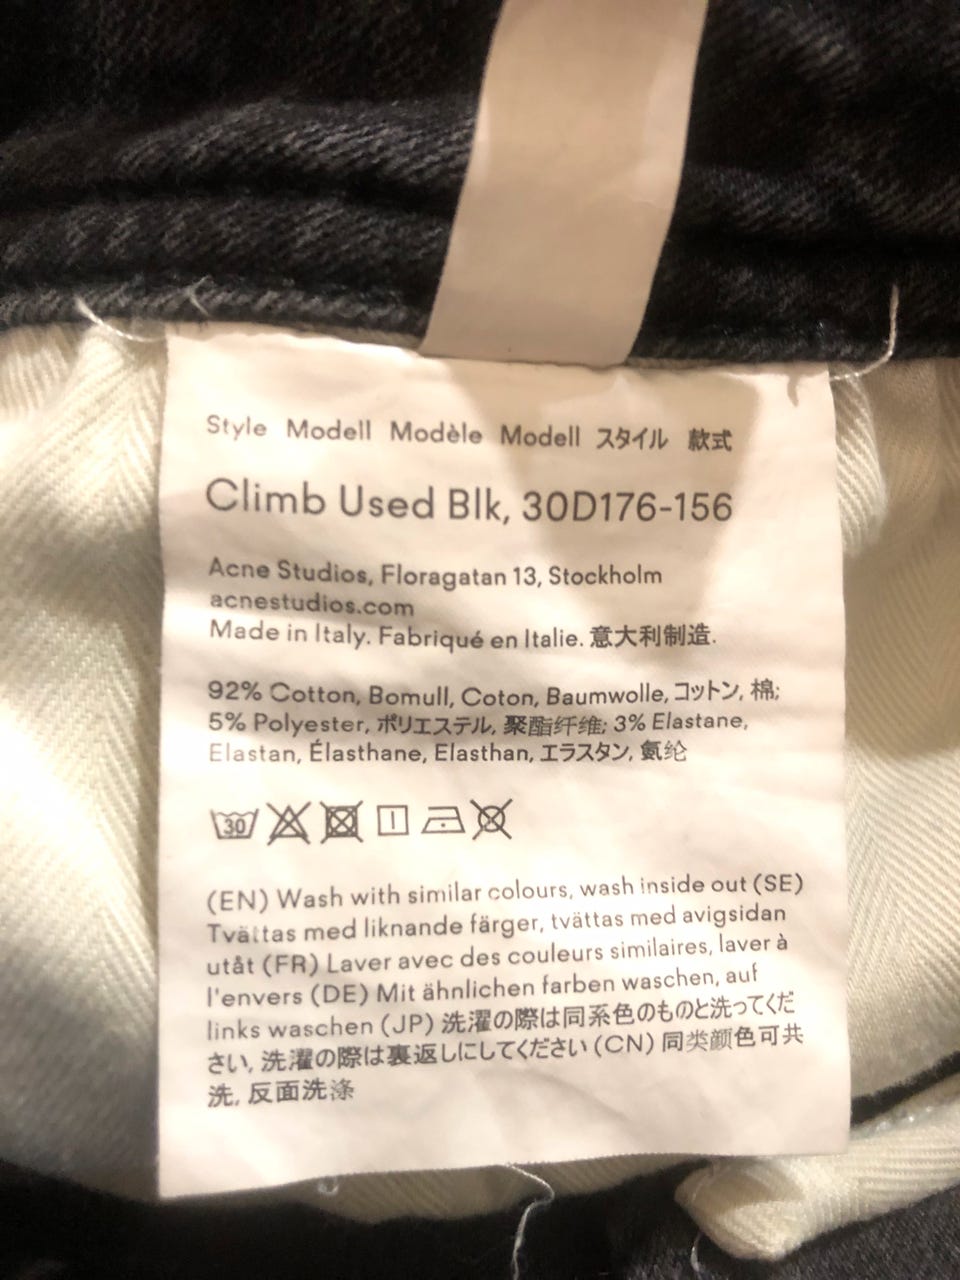 Style Modell Modèle Modell スタイル 款式
Climb Used Blk, 30D176-156
Acne Studios, Floragatan 13, Stockholm
acnestudios.com
Made in Italy. Fabriqué en Italie. 意大利制造.
92% Cotton, Bomull, Coton, Baumwolle, コットン, 棉;
5% Polyester, ポリエステル, 聚酯纤维; 3% Elastane,
Elastan, Élasthane, Elasthan, エラスタン, 氨纶
30
(EN) Wash with similar colours, wash inside out (SE)
Tvättas med liknande färger, tvättas med avigsidan
utåt (FR) Laver avec des couleurs similaires, laver à
l'envers (DE) Mit ähnlichen farben waschen, auf
links waschen (JP) 洗濯の際は同系色のものと洗ってくだ
さい, 洗濯の際は裏返しにしてください (CN) 同类颜色可共
洗, 反面洗涤